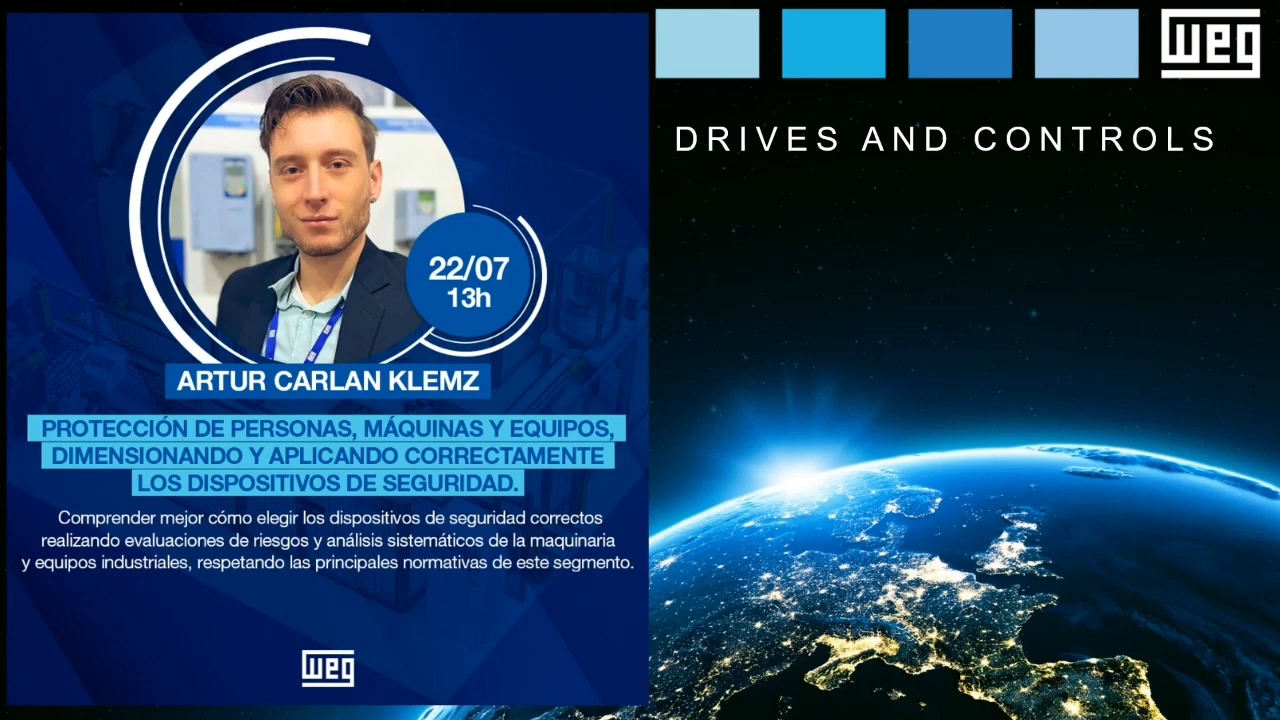 weg
DRIVES AND CONTROLS
22/07
13h
ARTUR CARLAN KLEMZ
PROTECCIÓN DE PERSONAS, MÁQUINAS Y EQUIPOS,
DIMENSIONANDO Y APLICANDO CORRECTAMENTE
LOS DISPOSITIVOS DE SEGURIDAD.
Comprender mejor cómo elegir los dispositivos de seguridad correctos
realizando evaluaciones de riesgos y análisis sistemáticos de la maquinaria
y equipos industriales, respetando las principales normativas de este segmento.
weg